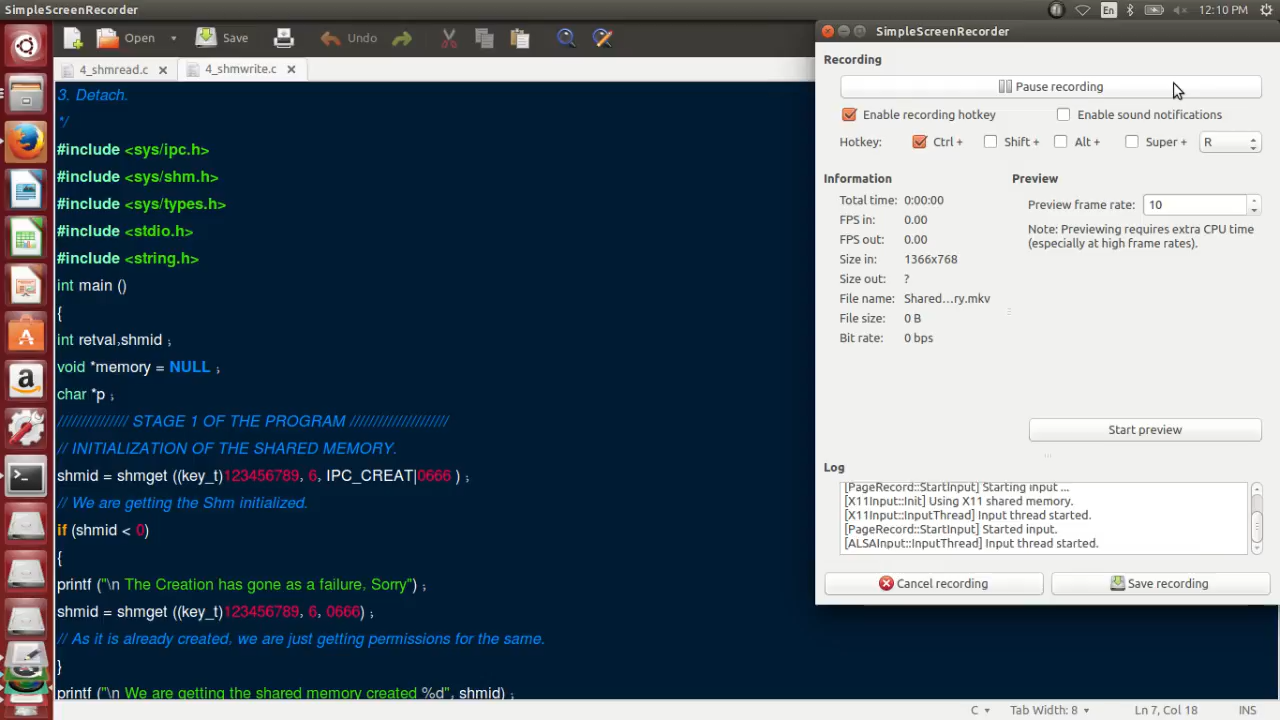 SimpleScreenRecorder
En
12:10 PM
Open
Save
Undo
4_shmread.c
4_shmwrite.c
3. Detach.
*/
#include <sys/ipc.h>
#include <sys/shm.h>
#include <sys/types.h>
#include <stdio.h>
#include <string.h>
int main ()
{
int retval,shmid ;
void *memory = NULL ;
char *p ;
/////////////// STAGE 1 OF THE PROGRAM /////////////////////
// INITIALIZATION OF THE SHARED MEMORY.
shmid = shmget ((key_t)123456789, 6, IPC_CREAT|0666 ) ;
// We are getting the Shm initialized.
if (shmid < 0)
{
printf ("\n The Creation has gone as a failure, Sorry") ;
shmid = shmget ((key_t)123456789, 6, 0666) ;
// As it is already created, we are just getting permissions for the same.
}
printf ("\n We are getting the shared memory created %d", shmid) ;
C
Tab Width: 8
Ln 7, Col 18
INS
SimpleScreenRecorder
Recording
Pause recording
Enable recording hotkey
Enable sound notifications
Hotkey:
Ctrl +
Shift +
Alt +
Super +
R
Information
Total time: 0:00:00
FPS in: 0.00
FPS out: 0.00
Size in: 1366x768
Size out: ?
File name: Shared...ry.mkv
File size: 0 B
Bit rate: 0 bps
Preview
Preview frame rate: 10
Note: Previewing requires extra CPU time
(especially at high frame rates).
Start preview
Log
[PageRecord::StartInput] Starting input ...
[X11Input::Init] Using X11 shared memory.
[X11Input::InputThread] Input thread started.
[PageRecord::StartInput] Started input.
[ALSAInput::InputThread] Input thread started.
Cancel recording
Save recording